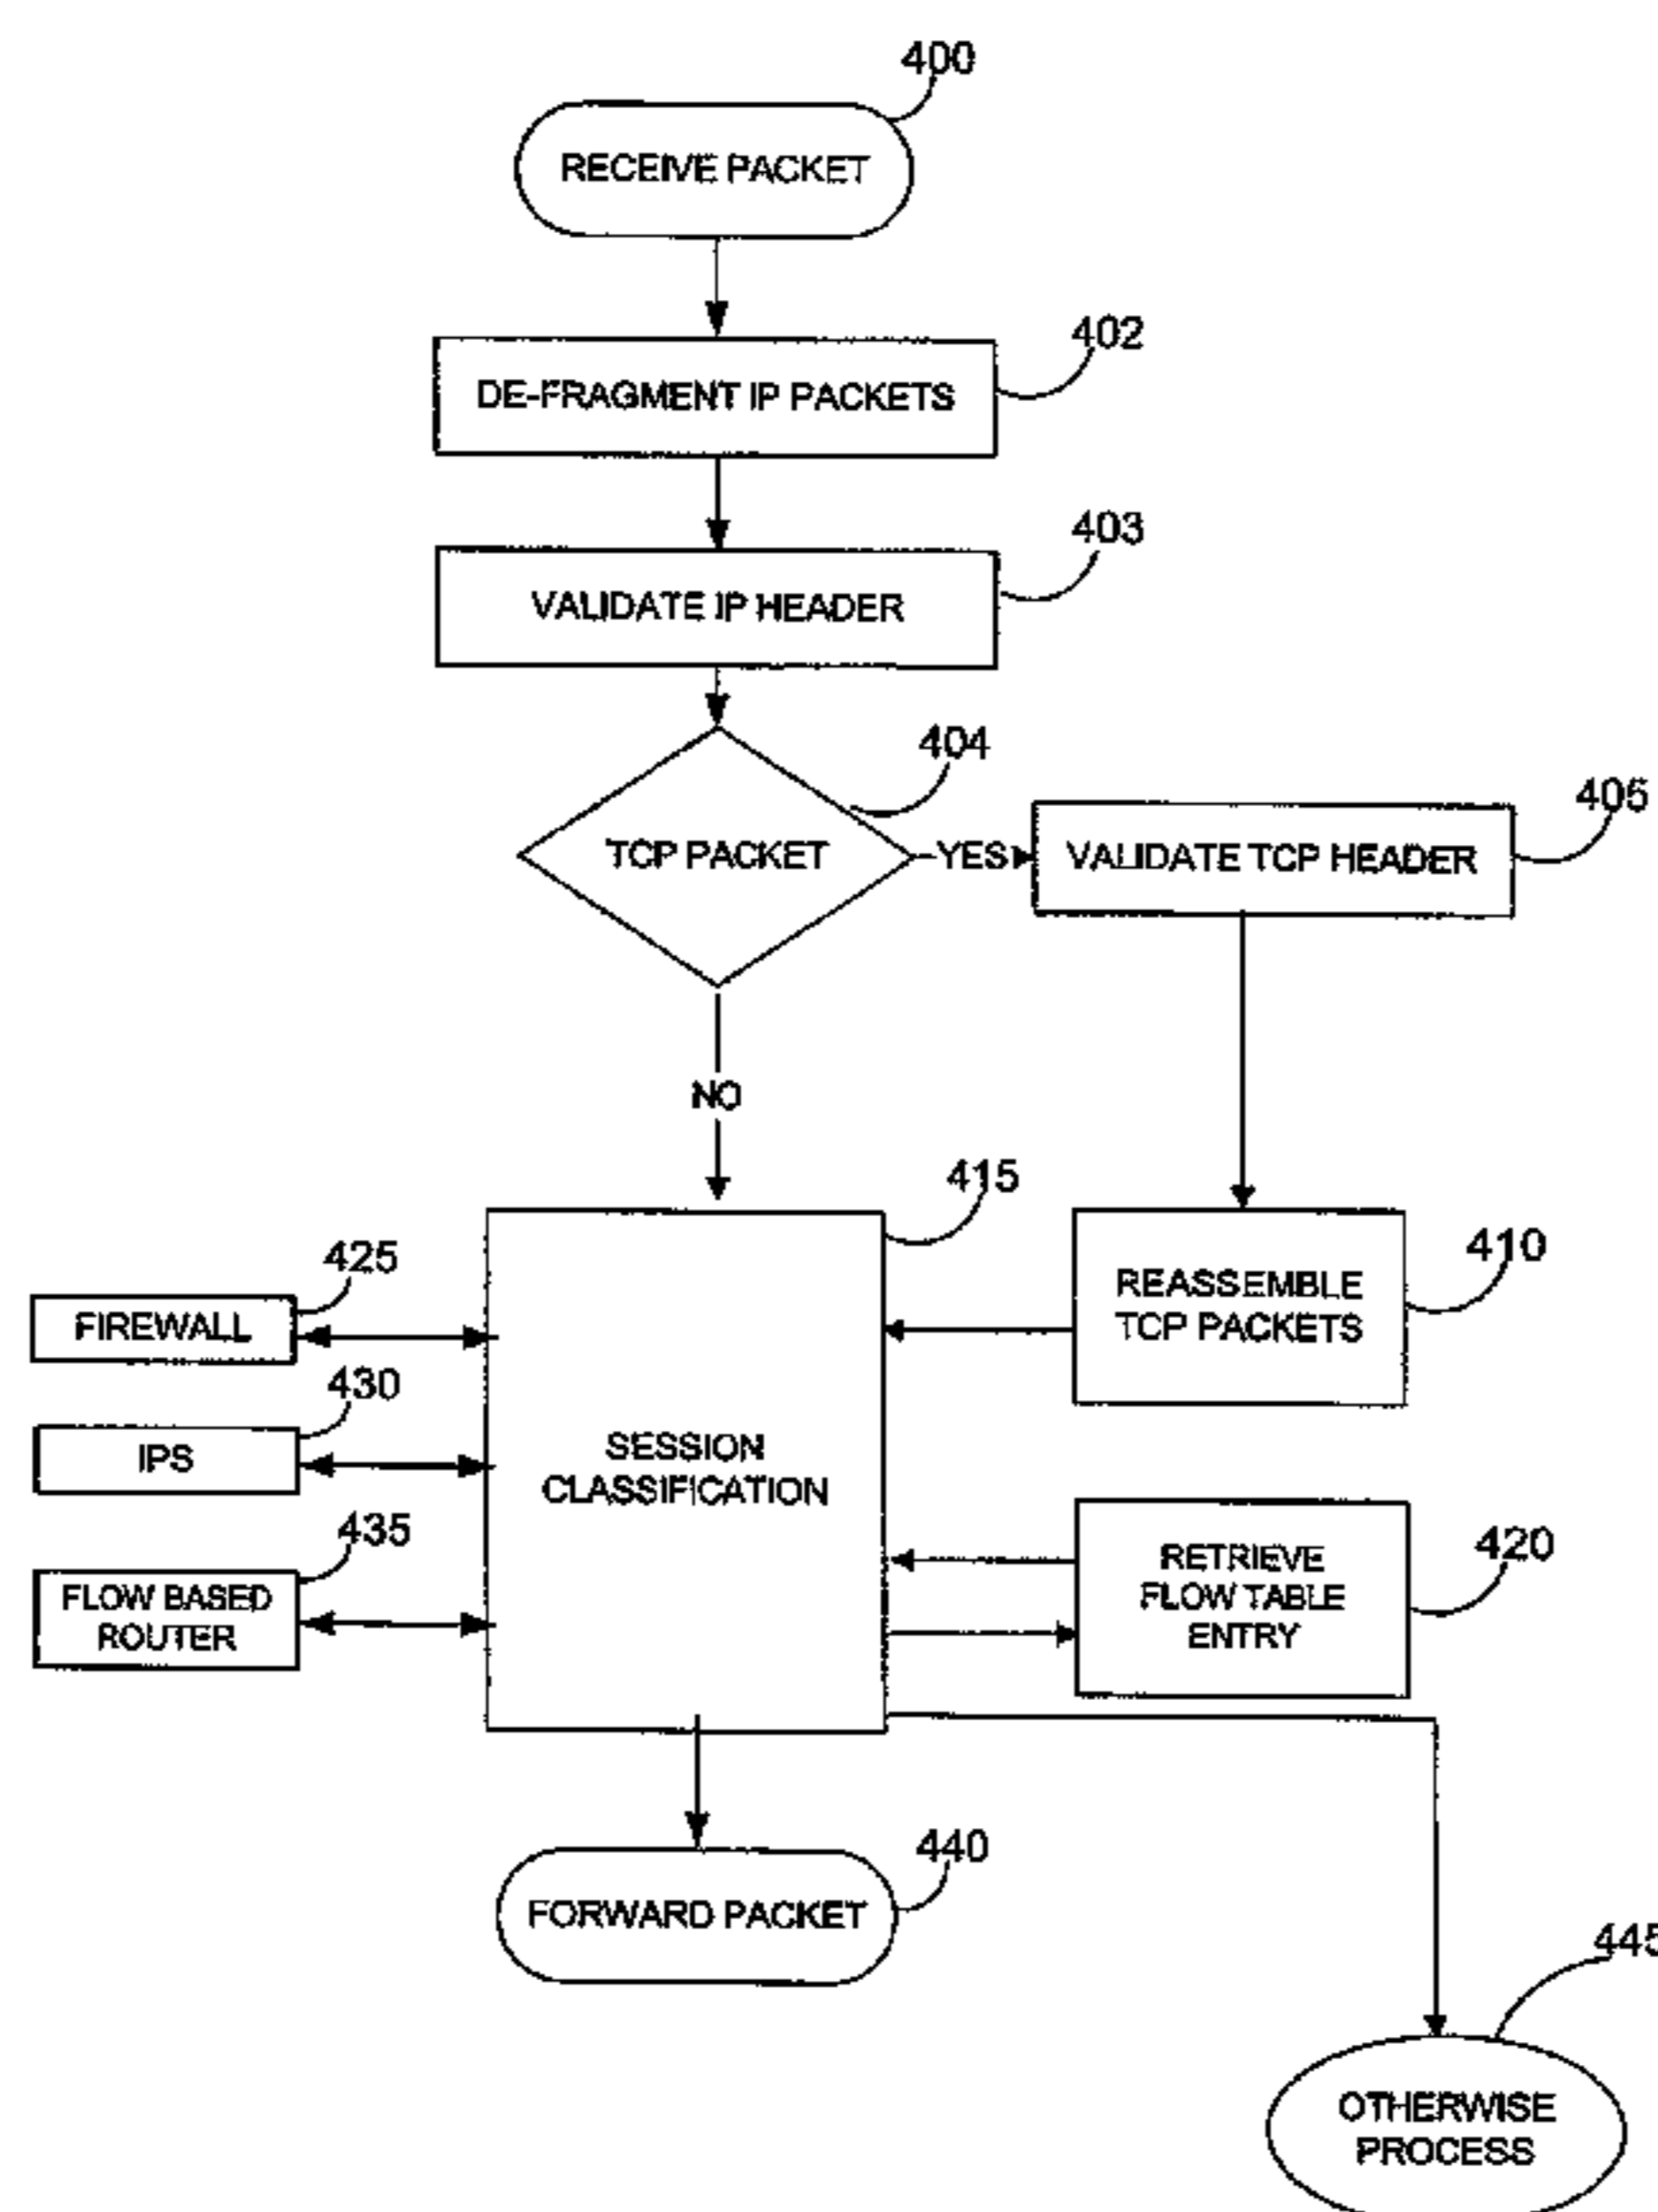 400
RECEIVE PACKET
402
DE-FRAGMENT IP PACKETS
403
VALIDATE IP HEADER
404
TCP PACKET
YES
405
VALIDATE TCP HEADER
NO
415
410
REASSEMBLE
TCP PACKETS
425
FIREWALL
430
IPS
435
FLOW BASED
ROUTER
SESSION
CLASSIFICATION
420
RETRIEVE
FLOW TABLE
ENTRY
440
FORWARD PACKET
445
OTHERWISE
PROCESS